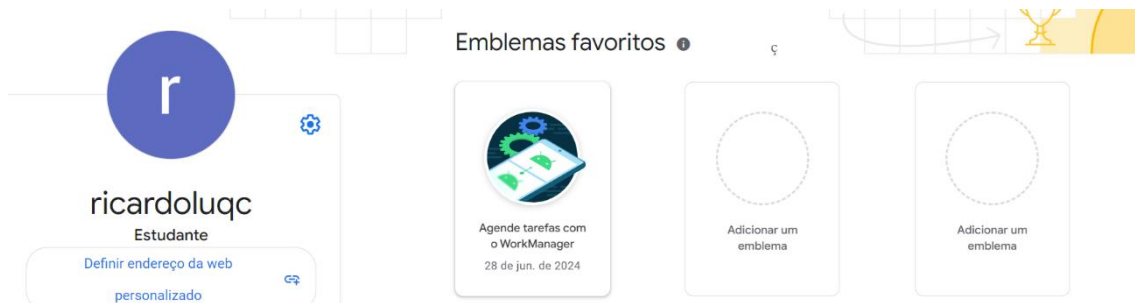 r
ricardoluqc
Estudante
Definir endereço da web
personalizado
Emblemas favoritos
ç
Agende tarefas com
o WorkManager
28 de jun. de 2024
Adicionar um
emblema
Adicionar um
emblema